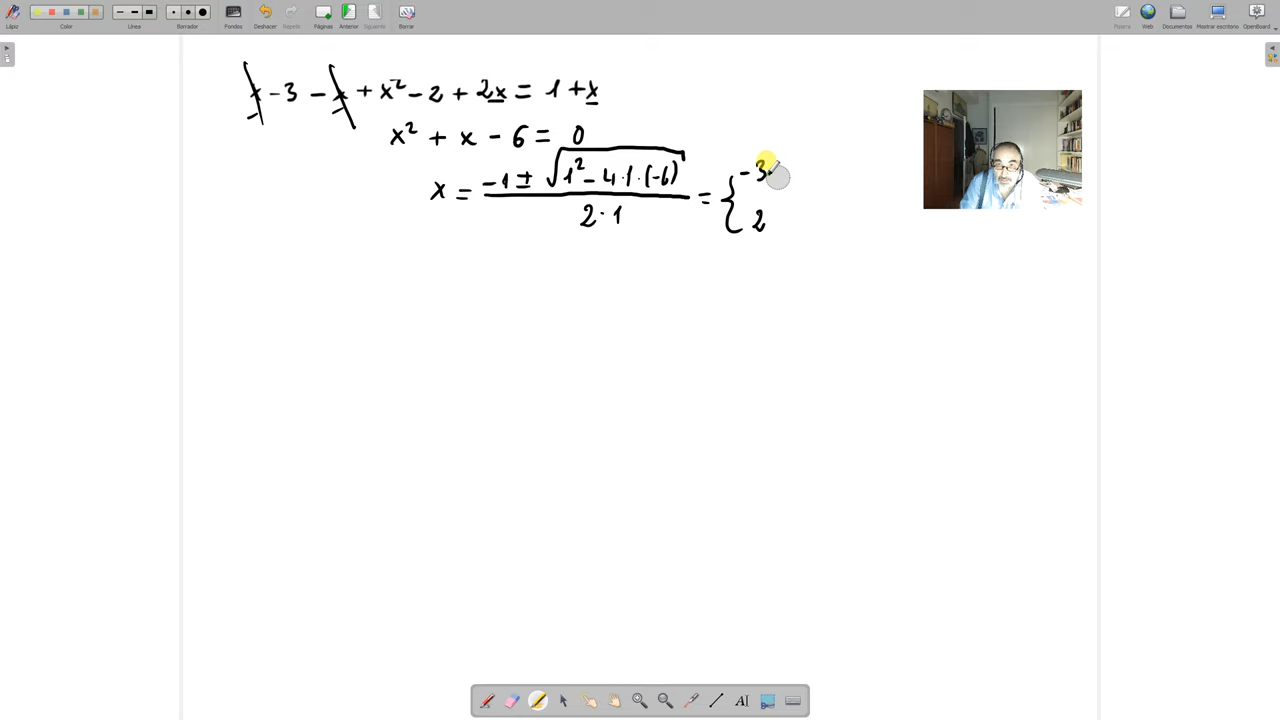 Lápiz Color Línea Borrador Fondos Deshacer Repetir Páginas Anterior Siguiente Borrar Pizarra Web Documentos Mostrar escritorio OpenBoard
x - 3 - x + x² - 2 + 2x = 1 + x
x² + x - 6 = 0
x = (-1 ± √(1² - 4·1·(-6))) / (2·1) = { -3
2